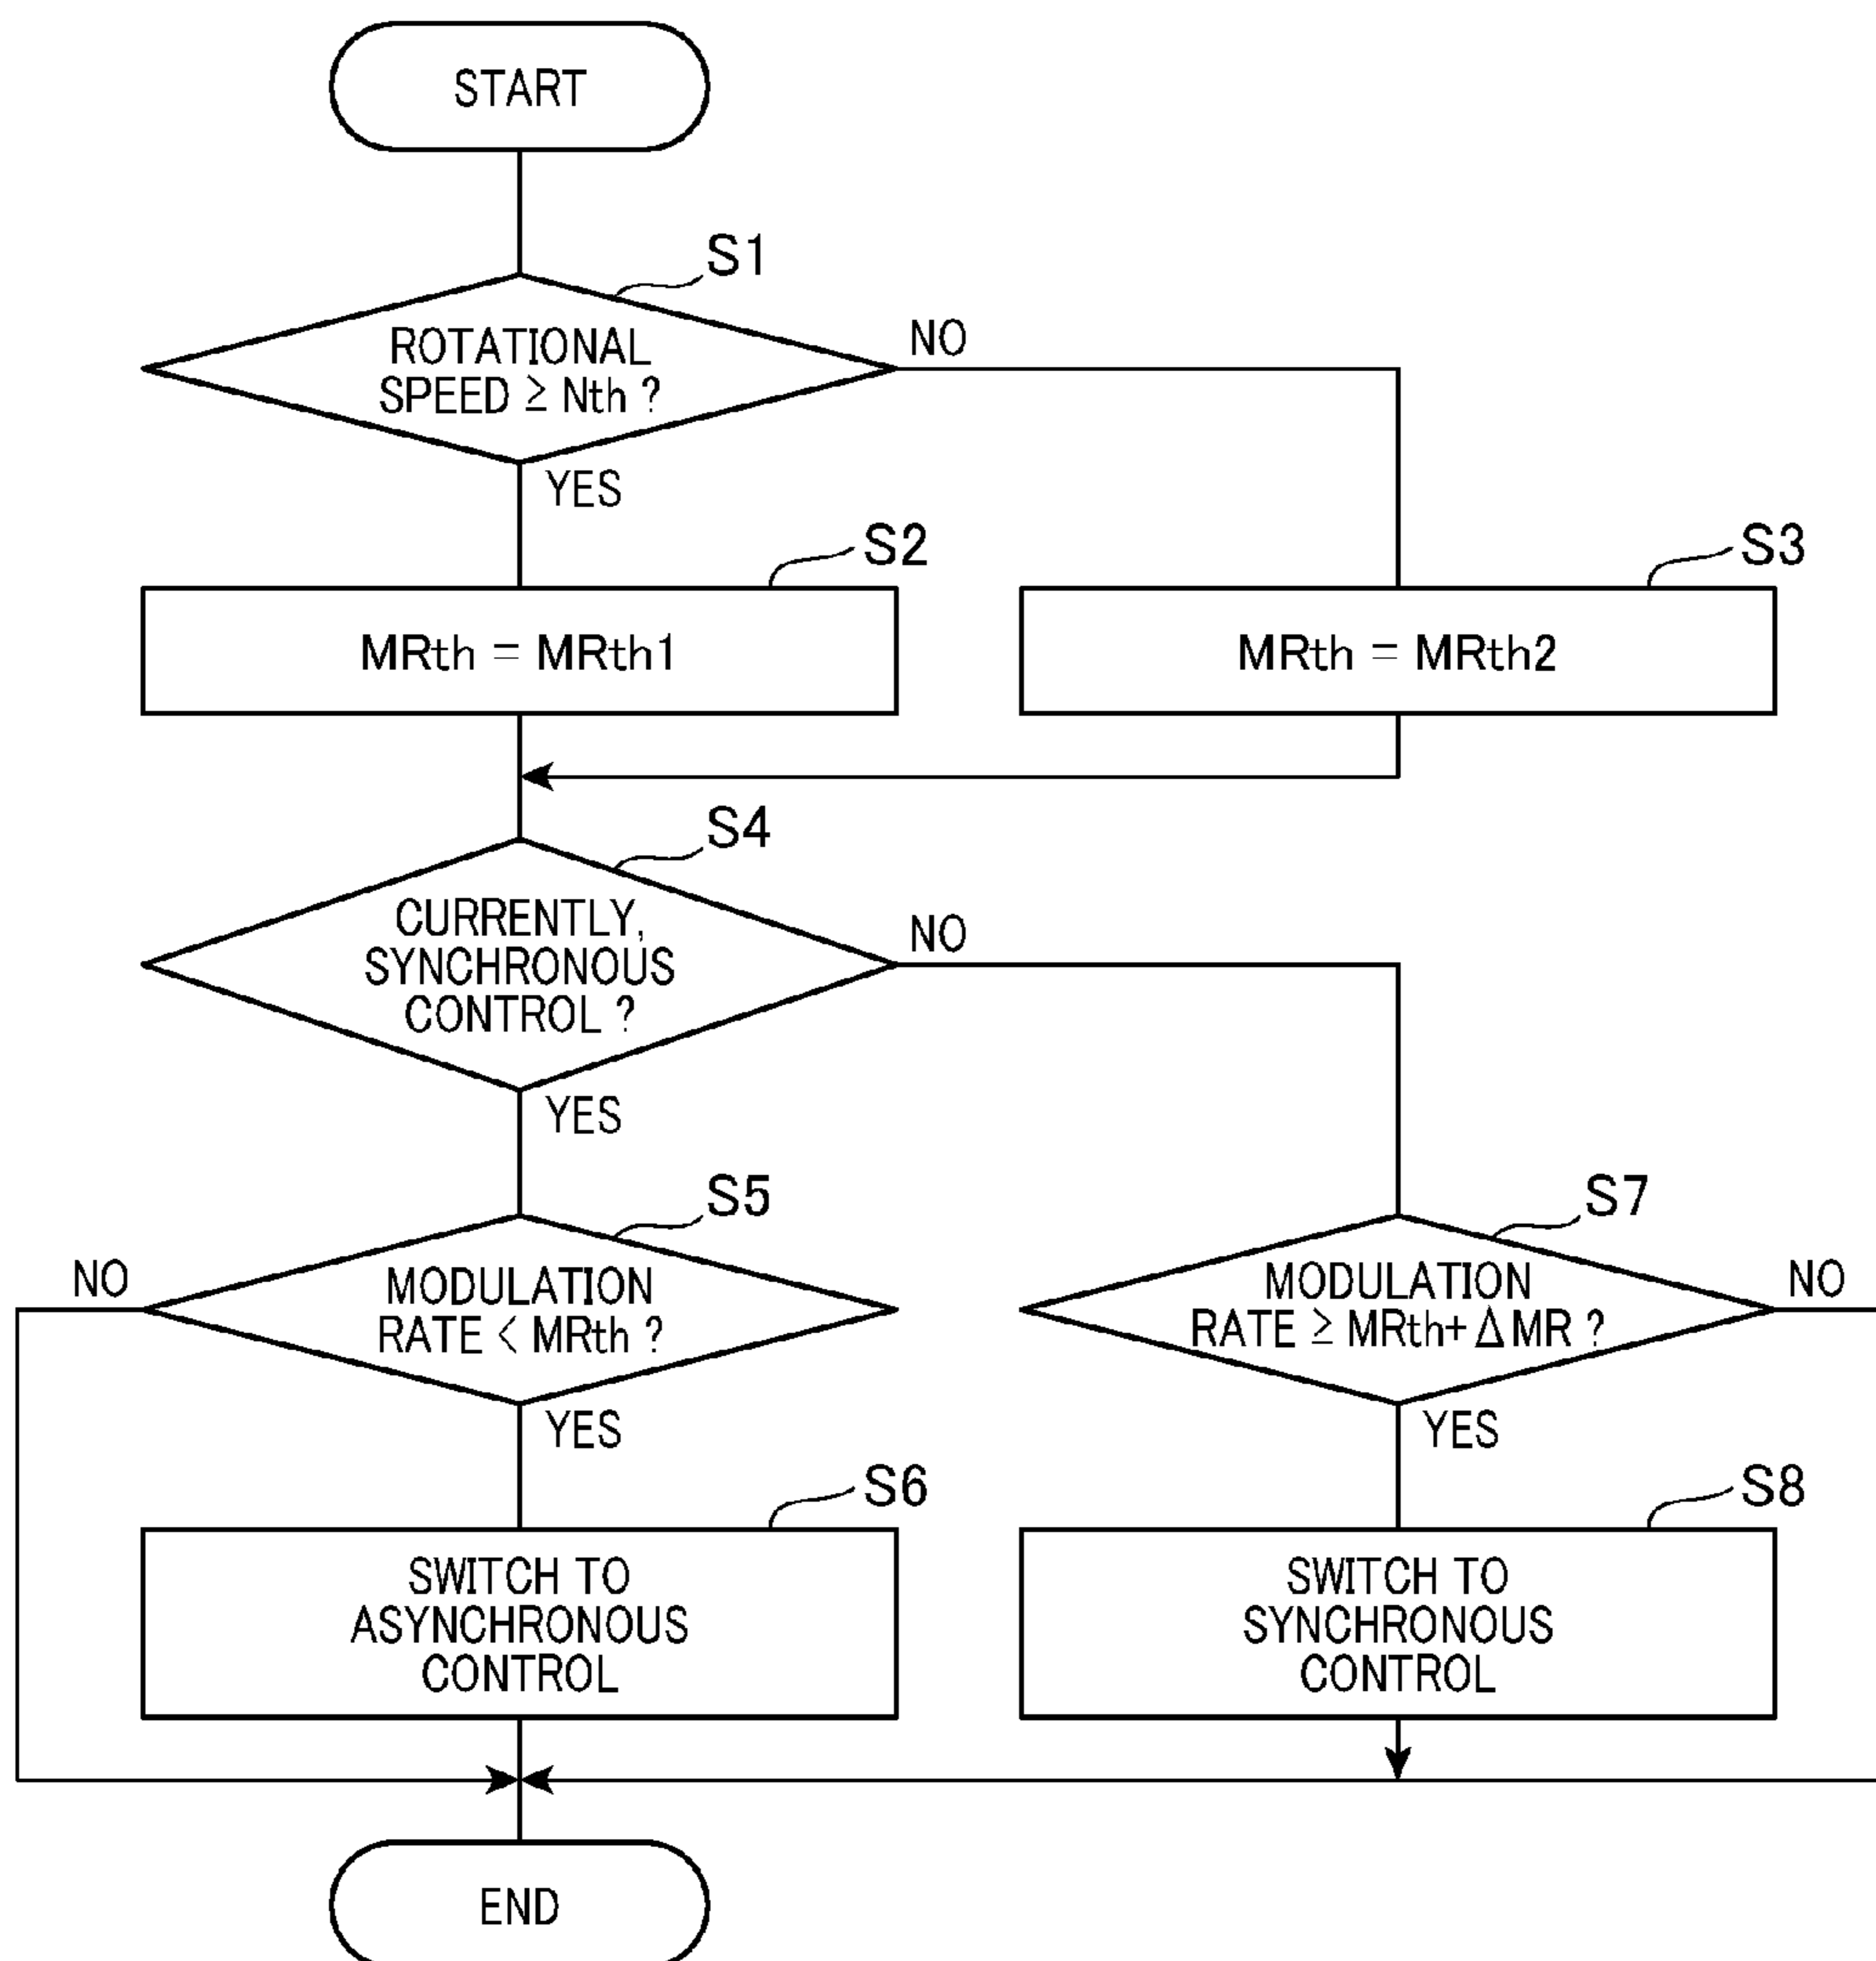 START
S1
ROTATIONAL
SPEED ≥ Nth ?
NO
YES
S2
MRth = MRth1
S3
MRth = MRth2
S4
CURRENTLY,
SYNCHRONOUS
CONTROL ?
NO
YES
S5
MODULATION
RATE < MRth ?
NO
YES
S7
MODULATION
RATE ≥ MRth+ ΔMR ?
NO
YES
S6
SWITCH TO
ASYNCHRONOUS
CONTROL
S8
SWITCH TO
SYNCHRONOUS
CONTROL
END